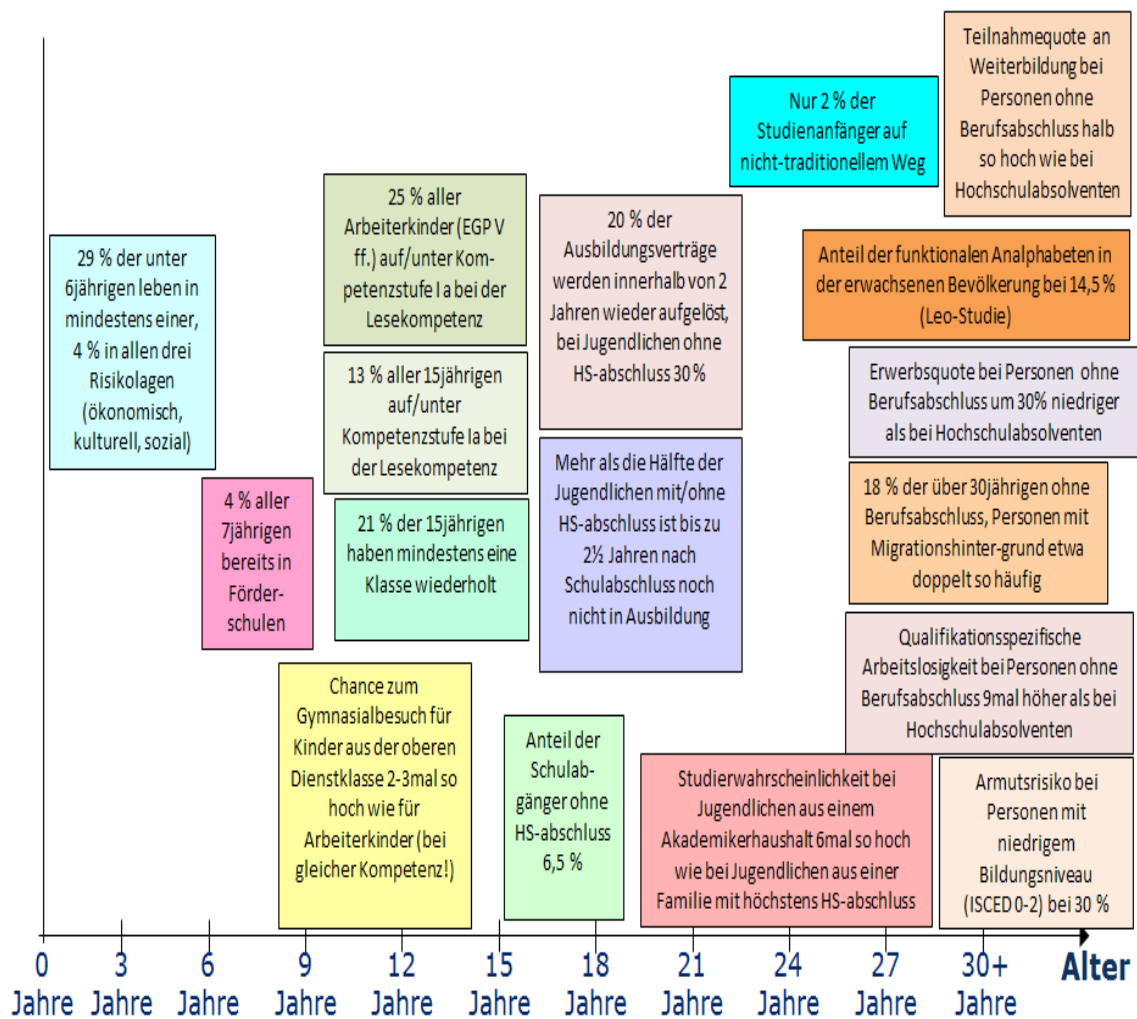 29 % der unter
6jährigen leben in
mindestens einer,
4 % in allen drei
Risikolagen
(ökonomisch,
kulturell, sozial)
4 % aller
7jährigen
bereits in
Förder-
schulen
Chance zum
Gymnasialbesuch für
Kinder aus der oberen
Dienstklasse 2-3mal so
hoch wie für
Arbeiterkinder (bei
gleicher Kompetenz!)
25 % aller
Arbeiterkinder (EGP V
ff.) auf/unter Kom-
petenzstufe I a bei der
Lesekompetenz
13 % aller 15jährigen
auf/unter
Kompetenzstufe Ia bei
der Lesekompetenz
21 % der 15jährigen
haben mindestens eine
Klasse wiederholt
Anteil der
Schulab-
gänger ohne
HS-abschluss
6,5 %
20 % der
Ausbildungsverträge
werden innerhalb von 2
Jahren wieder aufgelöst,
bei Jugendlichen ohne
HS-abschluss 30 %
Mehr als die Hälfte der
Jugendlichen mit/ohne
HS-abschluss ist bis zu
2½ Jahren nach
Schulabschluss noch
nicht in Ausbildung
Studierwahrscheinlichkeit bei
Jugendlichen aus einem
Akademikerhaushalt 6mal so hoch
wie bei Jugendlichen aus einer
Familie mit höchstens HS-abschluss
Nur 2 % der
Studienanfänger auf
nicht-traditionellem Weg
Teilnahmequote an
Weiterbildung bei
Personen ohne
Berufsabschluss halb
so hoch wie bei
Hochschulabsolventen
Anteil der funktionalen Analphabeten in
der erwachsenen Bevölkerung bei 14,5 %
(Leo-Studie)
Erwerbsquote bei Personen ohne
Berufsabschluss um 30% niedriger
als bei Hochschulabsolventen
18 % der über 30jährigen ohne
Berufsabschluss, Personen mit
Migrationshinter-grund etwa
doppelt so häufig
Qualifikationsspezifische
Arbeitslosigkeit bei Personen ohne
Berufsabschluss 9mal höher als bei
Hochschulabsolventen
Armutsrisiko bei
Personen mit
niedrigem
Bildungsniveau
(ISCED 0-2) bei 30 %
0 3 6 9 12 15 18 21 24 27 30+ Alter
Jahre Jahre Jahre Jahre Jahre Jahre Jahre Jahre Jahre Jahre Jahre